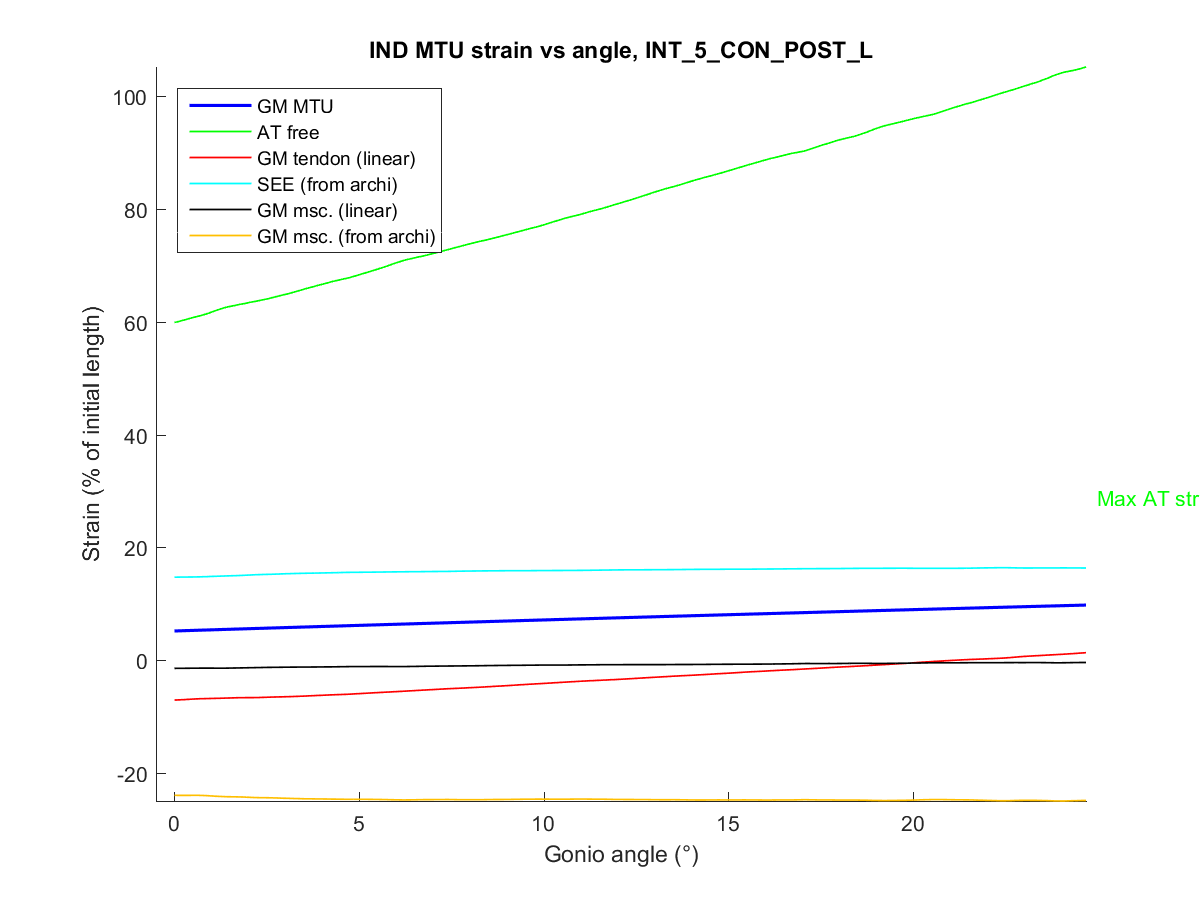 IND MTU strain vs angle, INT_5_CON_POST_L
GM MTU
AT free
GM tendon (linear)
SEE (from archi)
GM msc. (linear)
GM msc. (from archi)
100
80
60
40
20
0
-20
Strain (% of initial length)
Max AT str
0 5 10 15 20
Gonio angle (°)